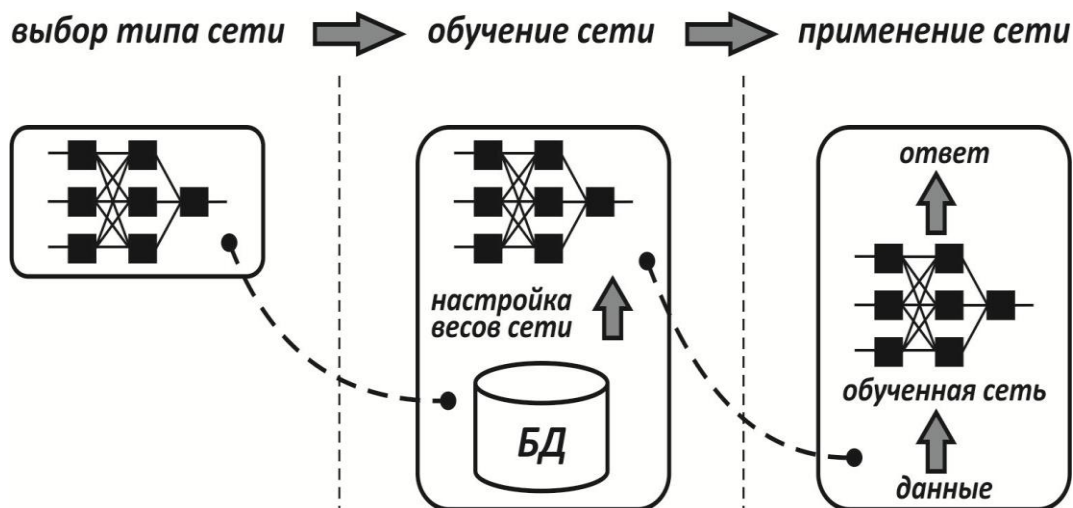 выбор типа сети
обучение сети
применение сети
настройка
весов сети
БД
ответ
обученная сеть
данные